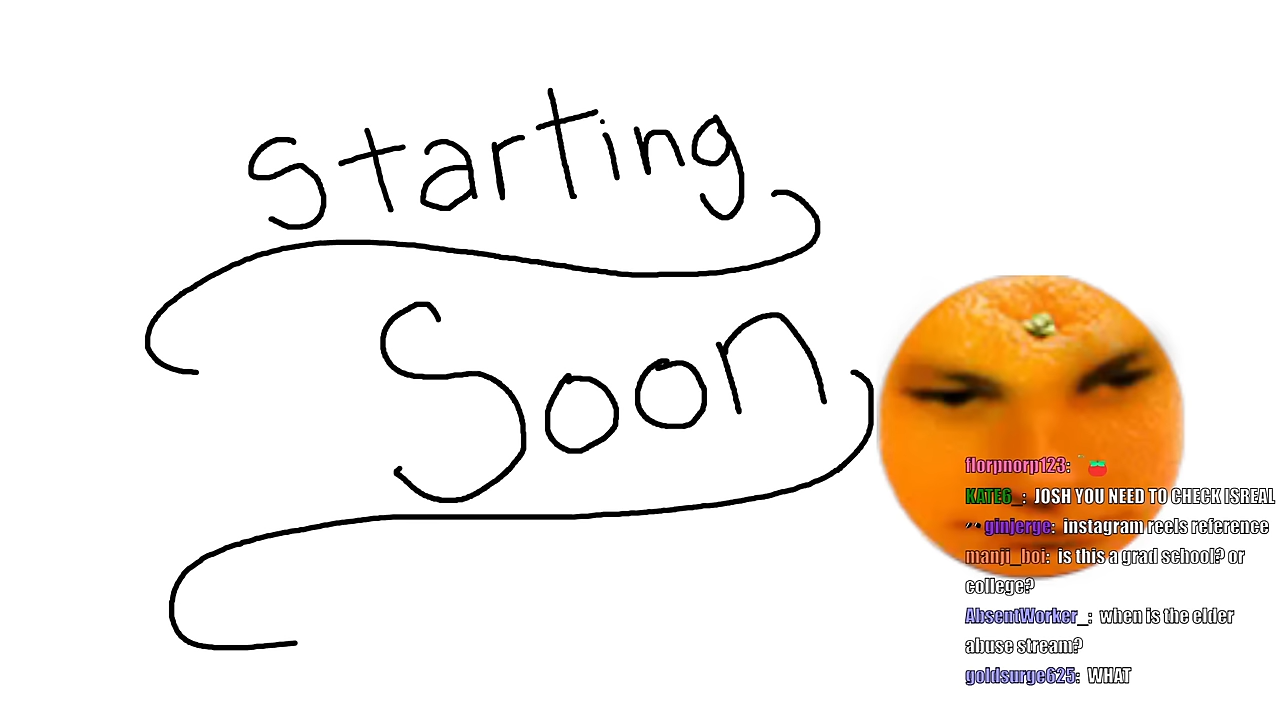 Starting
Soon
florpnorp123:
KATE6_: JOSH YOU NEED TO CHECK ISREAL
ginjerge: instagram reels reference
manji_boi: is this a grad school? or
college?
AbsentWorker_: when is the elder
abuse stream?
goldsurge625: WHAT